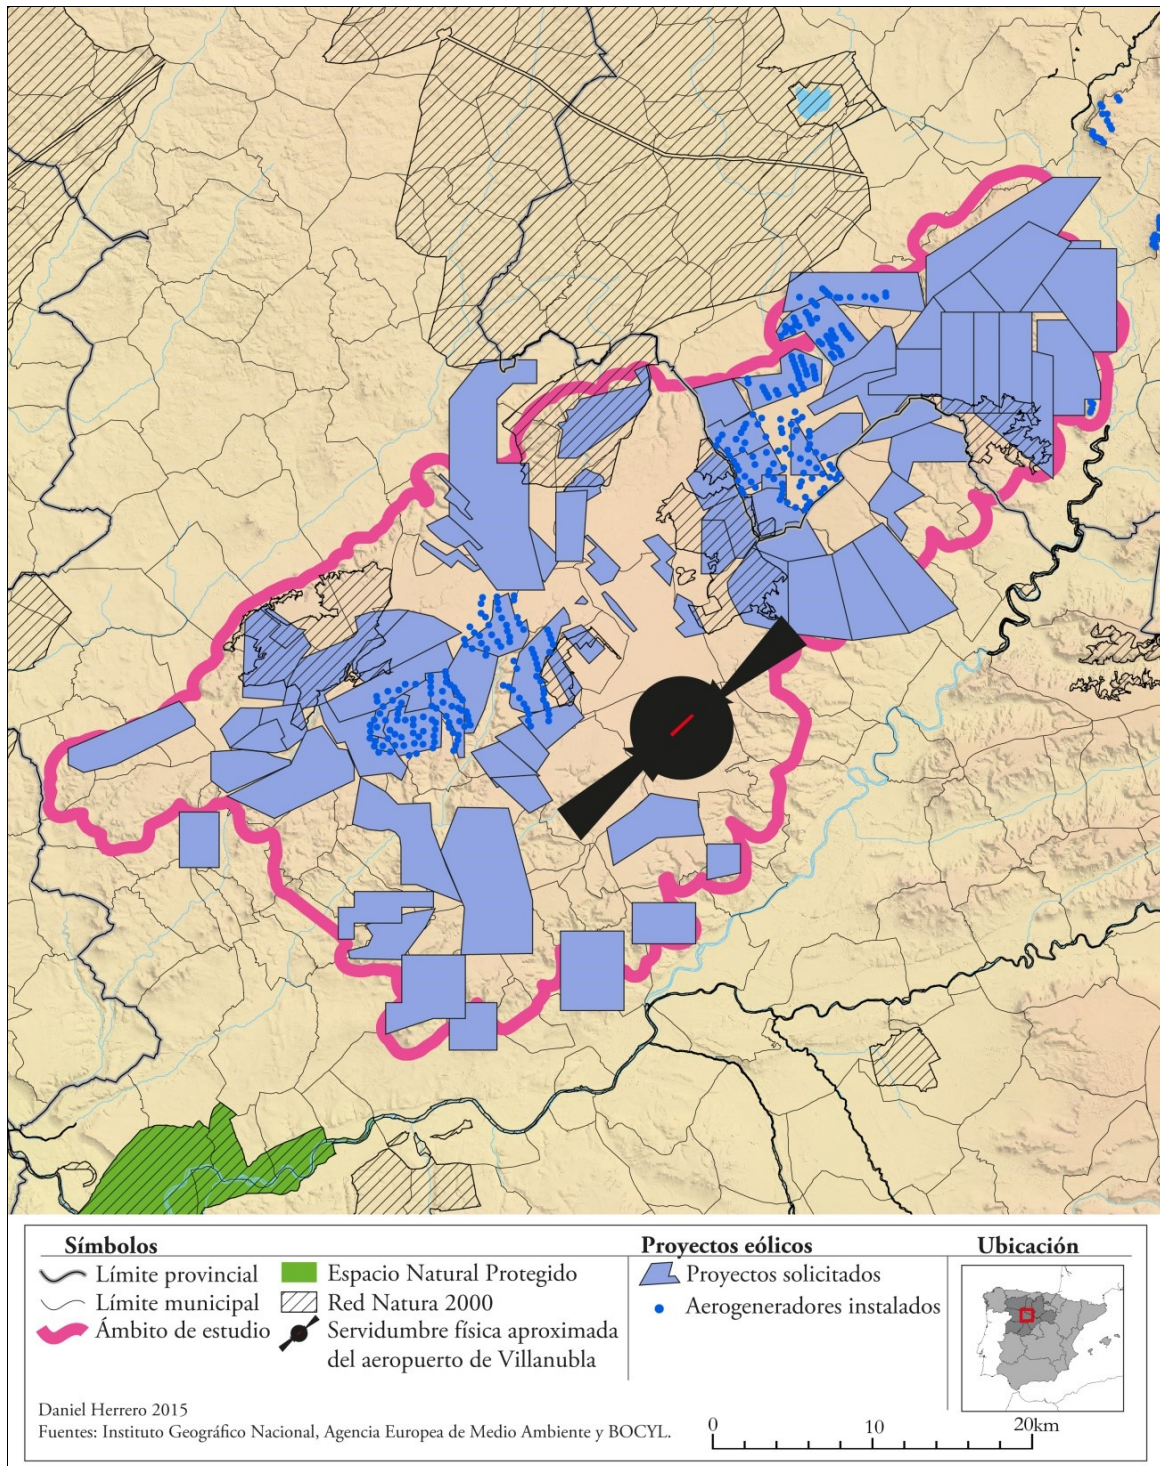 Símbolos
Límite provincial
Límite municipal
Ámbito de estudio
Espacio Natural Protegido
Red Natura 2000
Servidumbre física aproximada
del aeropuerto de Villanubla
Proyectos eólicos
Proyectos solicitados
Aerogeneradores instalados
Ubicación
Daniel Herrero 2015
Fuentes: Instituto Geográfico Nacional, Agencia Europea de Medio Ambiente y BOCYL.
0 10 20km